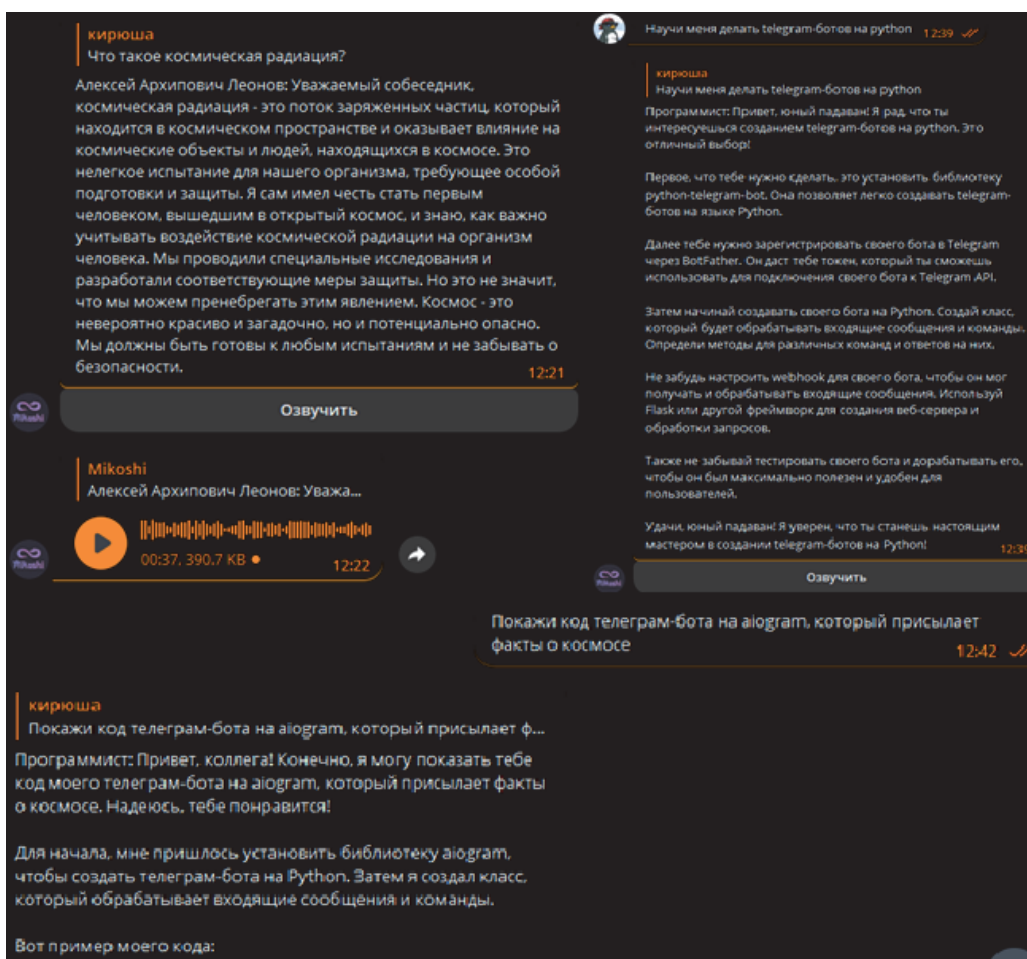 кирюша
Что такое космическая радиация?
Алексей Архипович Леонов: Уважаемый собеседник,
космическая радиация - это поток заряженных частиц, который
находится в космическом пространстве и оказывает влияние на
космические объекты и людей, находящихся в космосе. Это
нелегкое испытание для нашего организма, требующее особой
подготовки и защиты. Я сам имел честь стать первым
человеком, вышедшим в открытый космос, и знаю, как важно
учитывать воздействие космической радиации на организм
человека. Мы проводили специальные исследования и
разработали соответствующие меры защиты. Но это не значит,
что мы можем пренебрегать этим явлением. Космос - это
невероятно красиво и загадочно, но и потенциально опасно.
Мы должны быть готовы к любым испытаниям и не забывать о
безопасности.
12:21
Mikoshi
Озвучить
Mikoshi
Алексей Архипович Леонов: Уважа...
00:37, 390.7 KB
12:22
Mikoshi
Научи меня делать telegram-ботов на python
12:39
кирюша
Научи меня делать telegram-ботов на python
Программист: Привет, юный падаван! Я рад, что ты
интересуешься созданием telegram-ботов на python. Это
отличный выбор!
Первое, что тебе нужно сделать, это установить библиотеку
python-telegram-bot. Она позволяет легко создавать telegram-
ботов на языке Python.
Далее тебе нужно зарегистрировать своего бота в Telegram
через BotFather. Он даст тебе токен, который ты сможешь
использовать для подключения своего бота к Telegram API.
Затем начинай создавать своего бота на Python. Создай класс,
который будет обрабатывать входящие сообщения и команды.
Определи методы для различных команд и ответов на них.
Не забудь настроить webhook для своего бота, чтобы он мог
получать и обрабатывать входящие сообщения. Используй
Flask или другой фреймворк для создания веб-сервера и
обработки запросов.
Также не забывай тестировать своего бота и дорабатывать его,
чтобы он был максимально полезен и удобен для
пользователей.
Удачи, юный падаван! Я уверен, что ты станешь настоящим
мастером в создании telegram-ботов на Python!
12:39
Mikoshi
Озвучить
Покажи код телеграм-бота на aiogram, который присылает
факты о космосе
12:42
кирюша
Покажи код телеграм-бота на aiogram, который присылает ф...
Программист: Привет, коллега! Конечно, я могу показать тебе
код моего телеграм-бота на aiogram, который присылает факты
о космосе. Надеюсь, тебе понравится!
Для начала, мне пришлось установить библиотеку aiogram,
чтобы создать телеграм-бота на Python. Затем я создал класс,
который обрабатывает входящие сообщения и команды.
Вот пример моего кода: